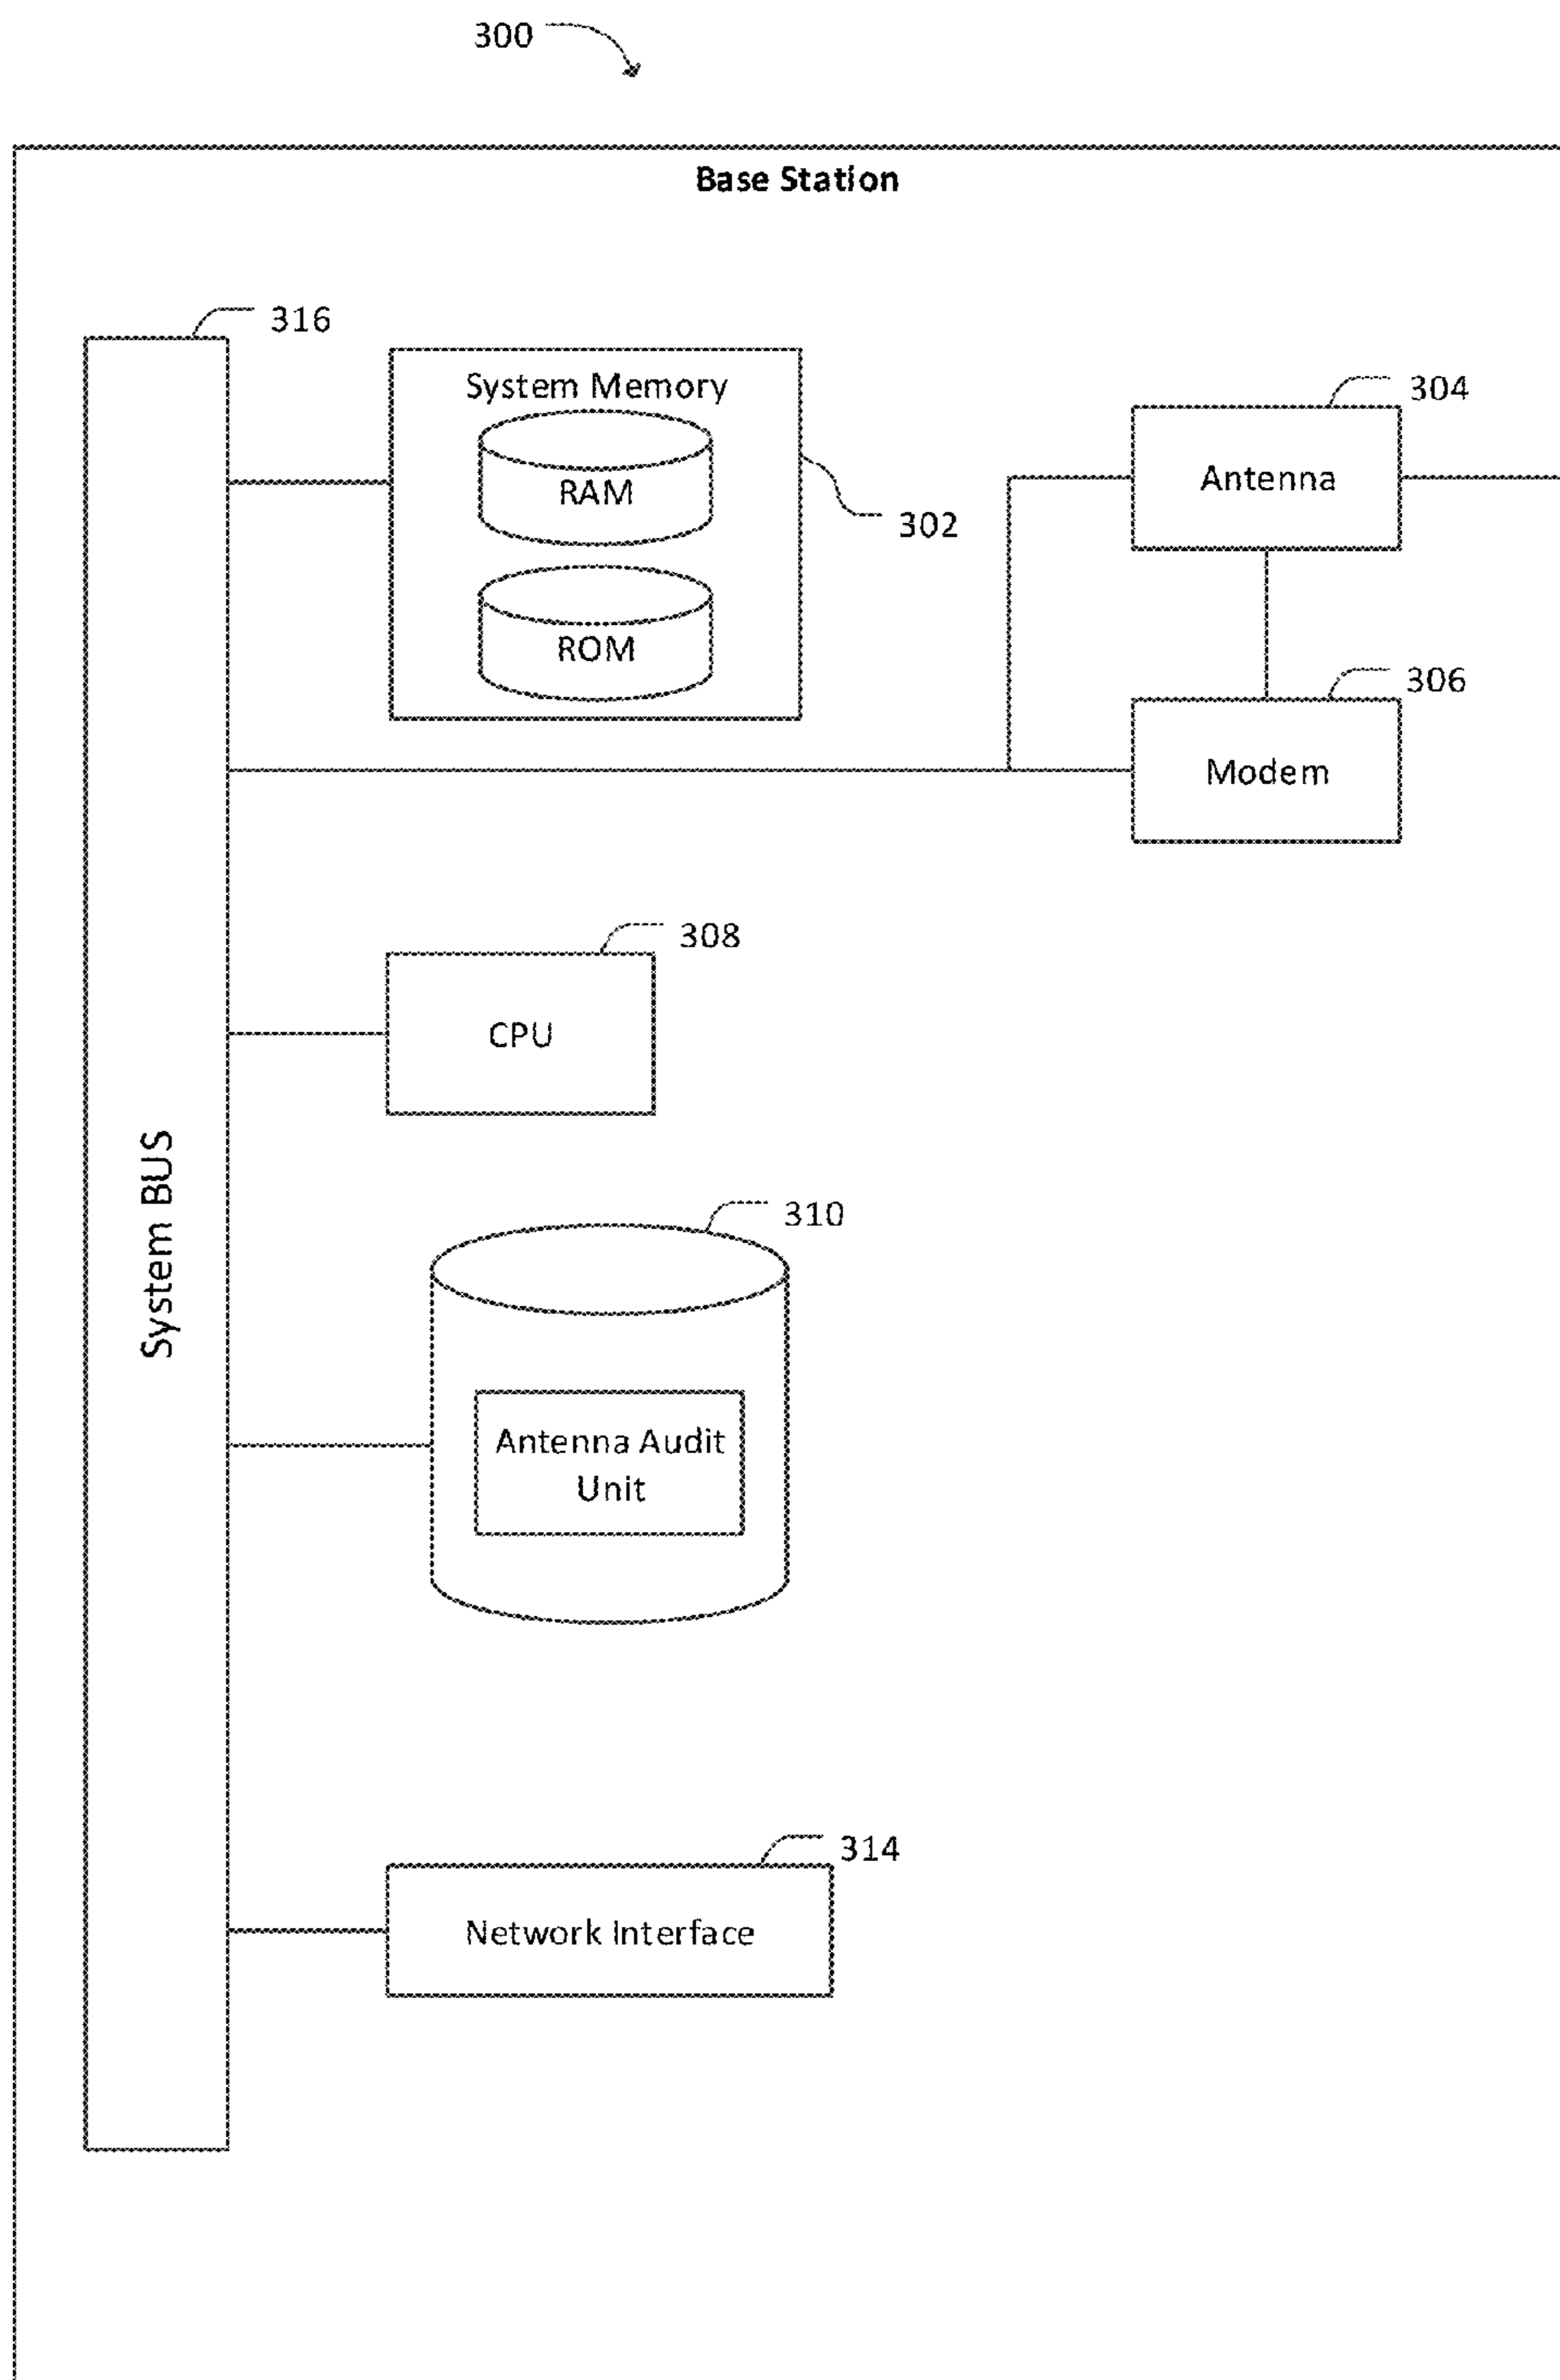 300
Base Station
316
System Memory
304
RAM
Antenna
302
ROM
306
Modem
308
CPU
System BUS
310
Antenna Audit
Unit
314
Network Interface